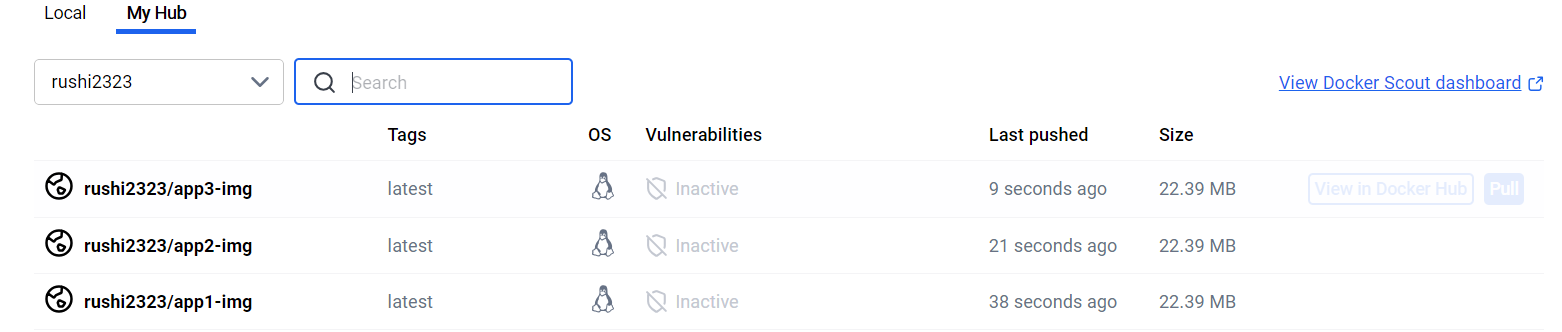 Local My Hub
rushi2323 Search View Docker Scout dashboard
Tags OS Vulnerabilities Last pushed Size
rushi2323/app3-img latest Inactive 9 seconds ago 22.39 MB View in Docker Hub Pull
rushi2323/app2-img latest Inactive 21 seconds ago 22.39 MB
rushi2323/app1-img latest Inactive 38 seconds ago 22.39 MB